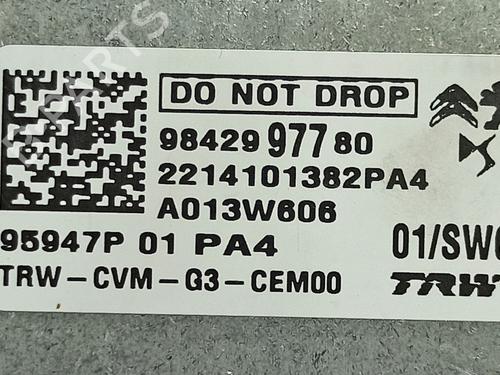 DO NOT DROP
98429 977 80
2214101382PA4
A013W606
95947P 01 PA4
01/SW
TRW-CVM-G3-CEM00
TRW